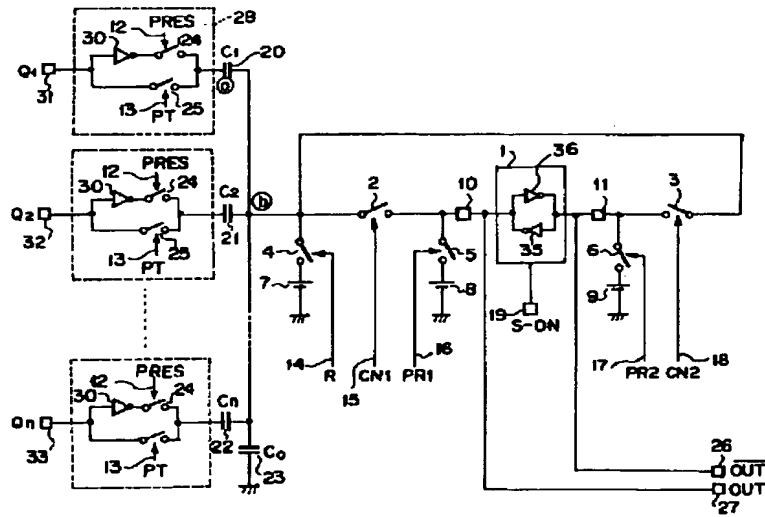 PRES
28
12
30
24
C1
20
Q1
31
a
13
25
PT
1
36
PRES
12
30
24
C2
b
2
10
11
3
Q2
32
21
4
5
6
13
25
PT
7
8
35
9
19
S-ON
14
R
15
CN1
16
PR1
17
PR2
CN2
18
PRES
12
30
24
Cn
Qn
33
22
C0
23
13
PT
26
OUT
OUT
27